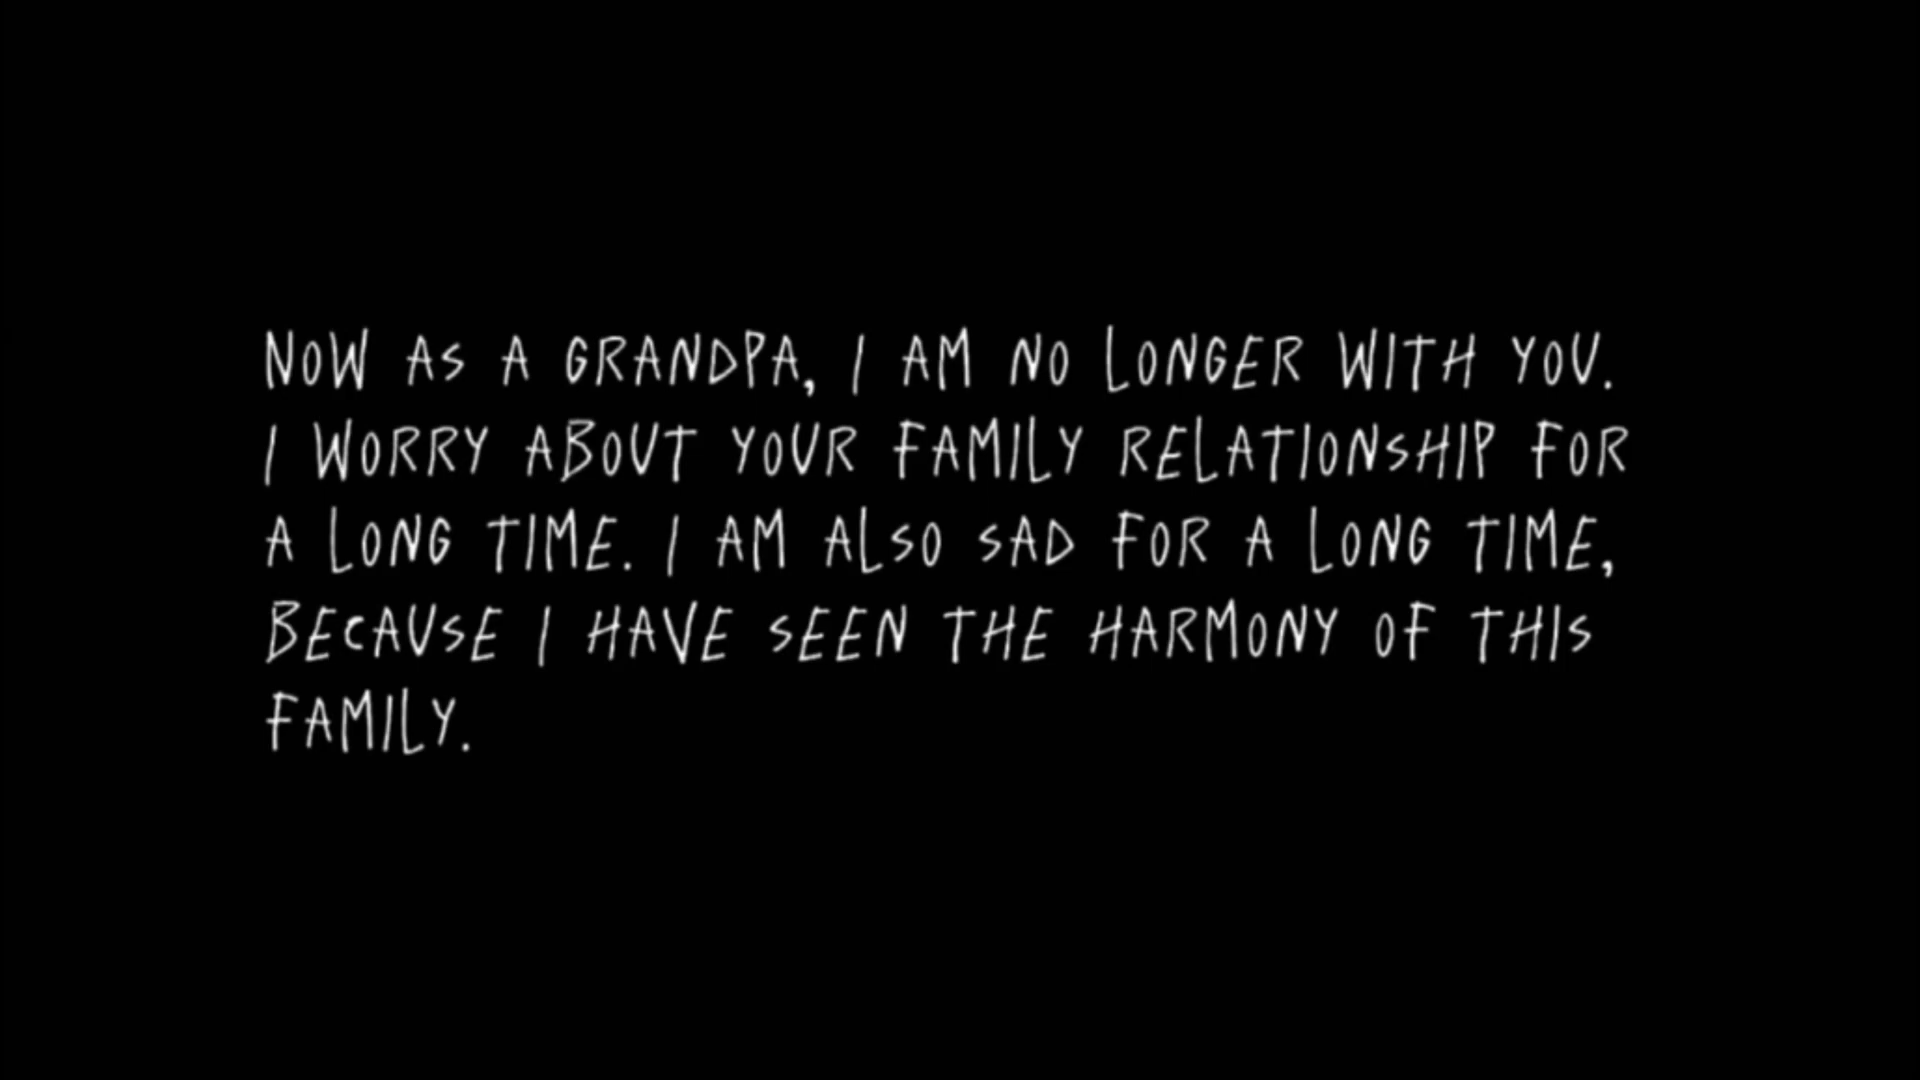 NOW AS A GRANDPA, I AM NO LONGER WITH YOU.
I WORRY ABOUT YOUR FAMILY RELATIONSHIP FOR
A LONG TIME. I AM ALSO SAD FOR A LONG TIME,
BECAUSE I HAVE SEEN THE HARMONY OF THIS
FAMILY.